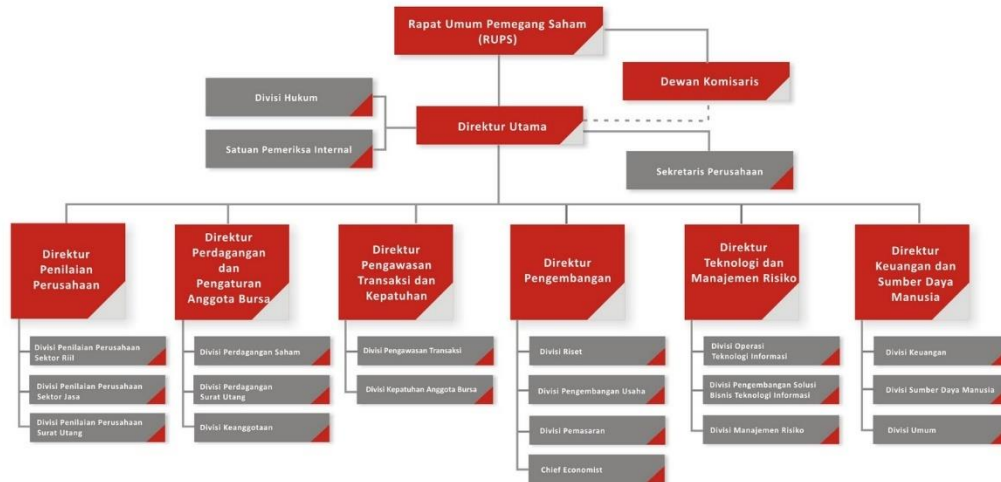 Rapat Umum Pemegang Saham
(RUPS)
Dewan Komisaris
Divisi Hukum
Direktur Utama
Satuan Pemeriksa Internal
Sekretaris Perusahaan
Direktur
Penilaian
Perusahaan
Direktur
Perdagangan
dan
Pengaturan
Anggota Bursa
Direktur
Pengawasan
Transaksi dan
Kepatuhan
Direktur
Pengembangan
Direktur
Teknologi dan
Manajemen Risiko
Direktur
Keuangan dan
Sumber Daya
Manusia
Divisi Penilaian Perusahaan
Sektor Riil
Divisi Penilaian Perusahaan
Sektor Jasa
Divisi Penilaian Perusahaan
Surat Utang
Divisi Perdagangan Saham
Divisi Perdagangan
Surat Utang
Divisi Keanggotaan
Divisi Pengawasan Transaksi
Divisi Kepatuhan Anggota Bursa
Divisi Riset
Divisi Pengembangan Usaha
Divisi Pemasaran
Chief Economist
Divisi Operasi
Teknologi Informasi
Divisi Pengembangan Solusi
Bisnis Teknologi Informasi
Divisi Manajemen Risiko
Divisi Keuangan
Divisi Sumber Daya Manusia
Divisi Umum